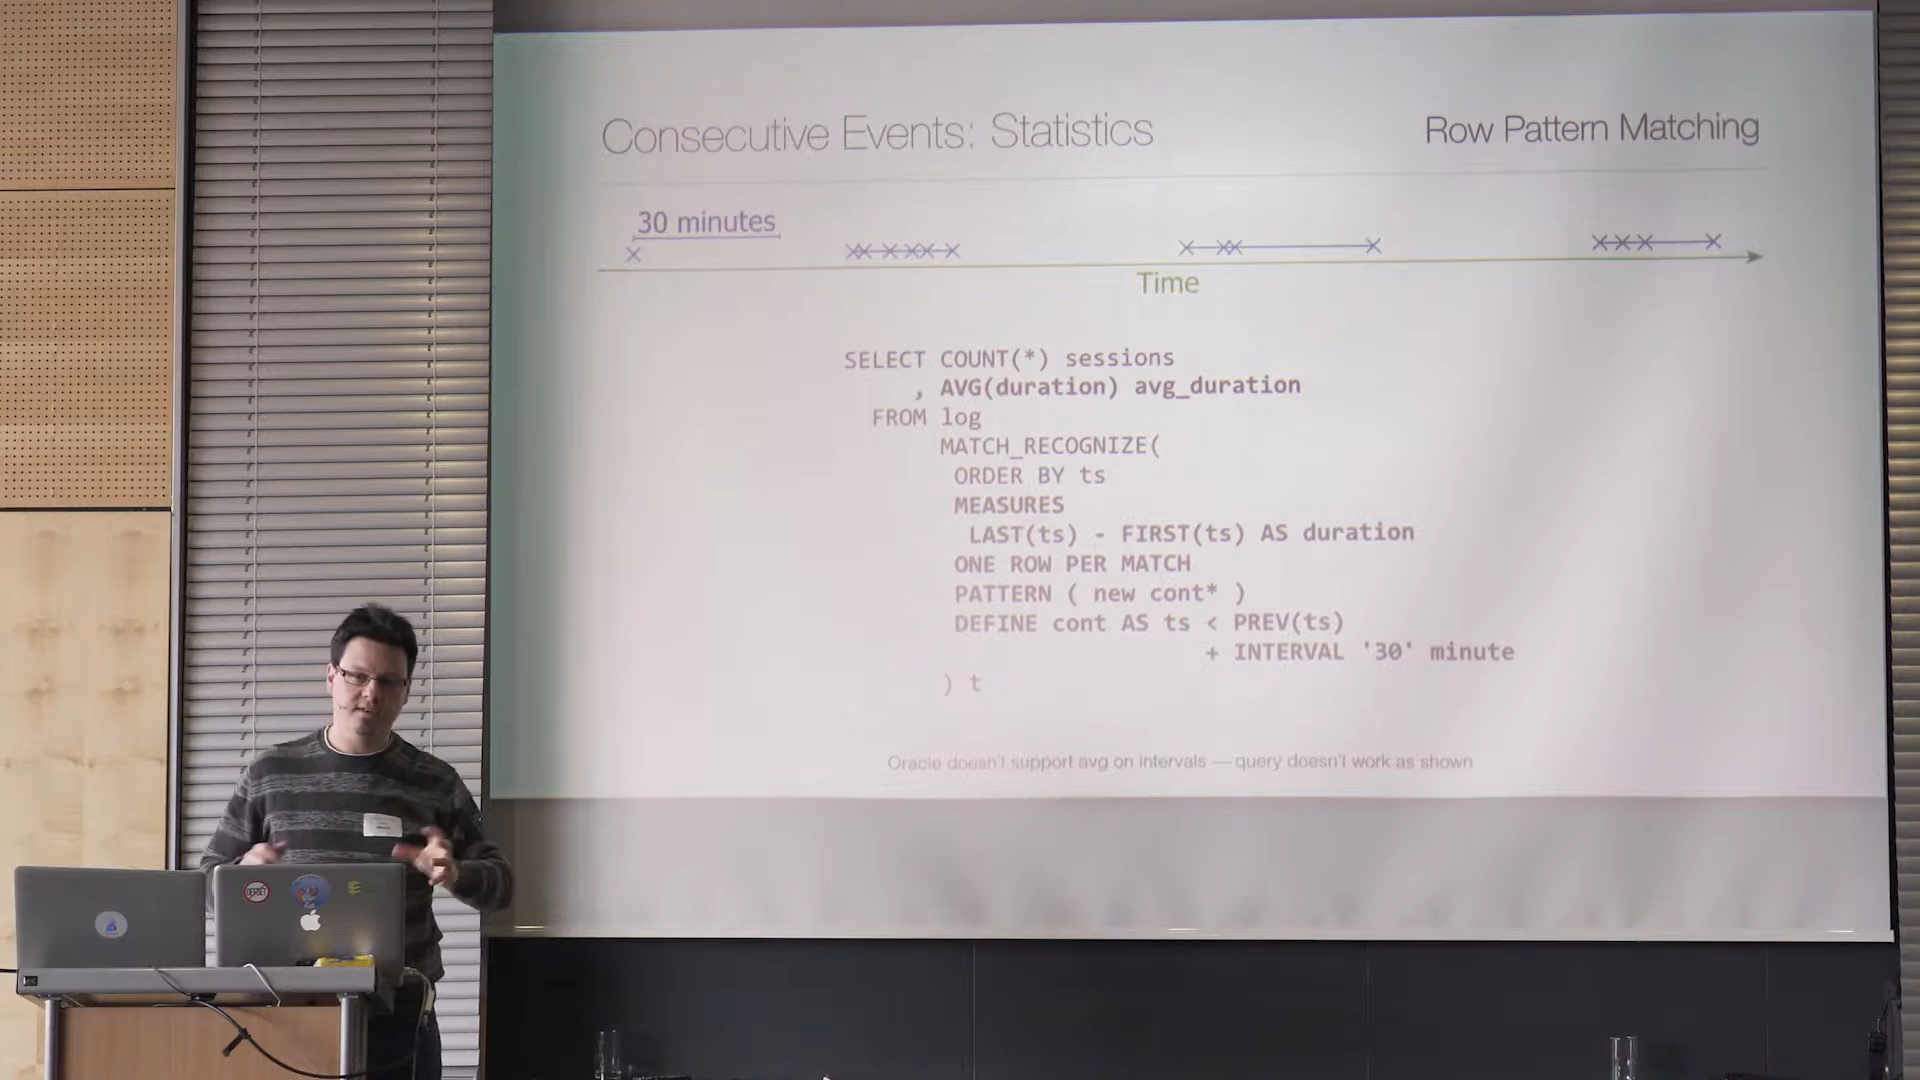 Consecutive Events: Statistics
Row Pattern Matching
30 minutes
Time
SELECT COUNT(*) sessions
, AVG(duration) avg_duration
FROM log
MATCH_RECOGNIZE(
ORDER BY ts
MEASURES
LAST(ts) - FIRST(ts) AS duration
ONE ROW PER MATCH
PATTERN ( new cont* )
DEFINE cont AS ts < PREV(ts)
+ INTERVAL '30' minute
) t
Oracle doesn't support avg on intervals — query doesn't work as shown